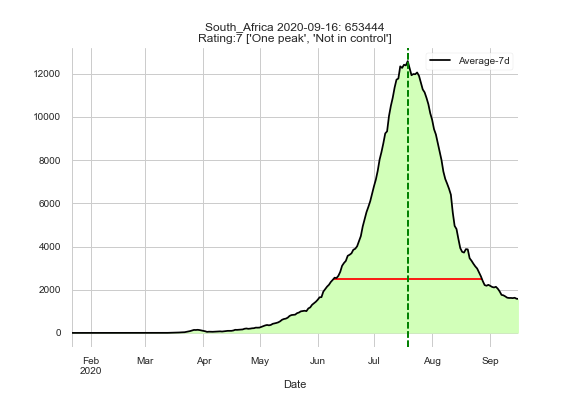 South_Africa 2020-09-16: 653444
Rating:7 ['One peak', 'Not in control']
Average-7d
12000
10000
8000
6000
4000
2000
0
Feb Mar Apr May Jun Jul Aug Sep
2020
Date